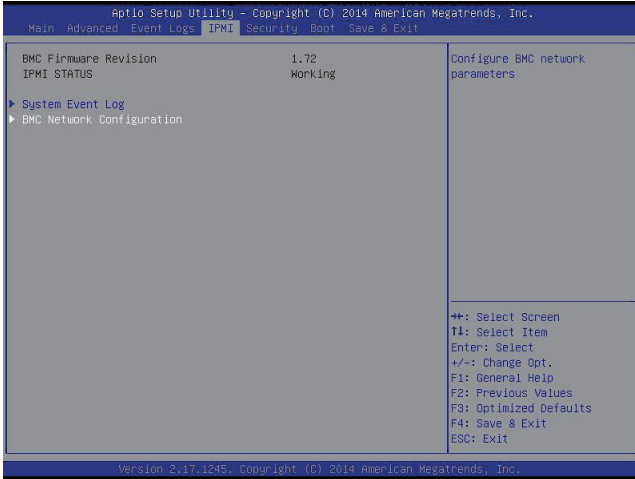 Aptio Setup Utility – Copyright (C) 2014 American Megatrends, Inc.
Main Advanced Event Logs IPMI Security Boot Save & Exit
BMC Firmware Revision 1.72
IPMI STATUS Working
System Event Log
BMC Network Configuration
Configure BMC network
parameters
→←: Select Screen
↑↓: Select Item
Enter: Select
+/-: Change Opt.
F1: General Help
F2: Previous Values
F3: Optimized Defaults
F4: Save & Exit
ESC: Exit
Version 2.17.1245. Copyright (C) 2014 American Megatrends, Inc.